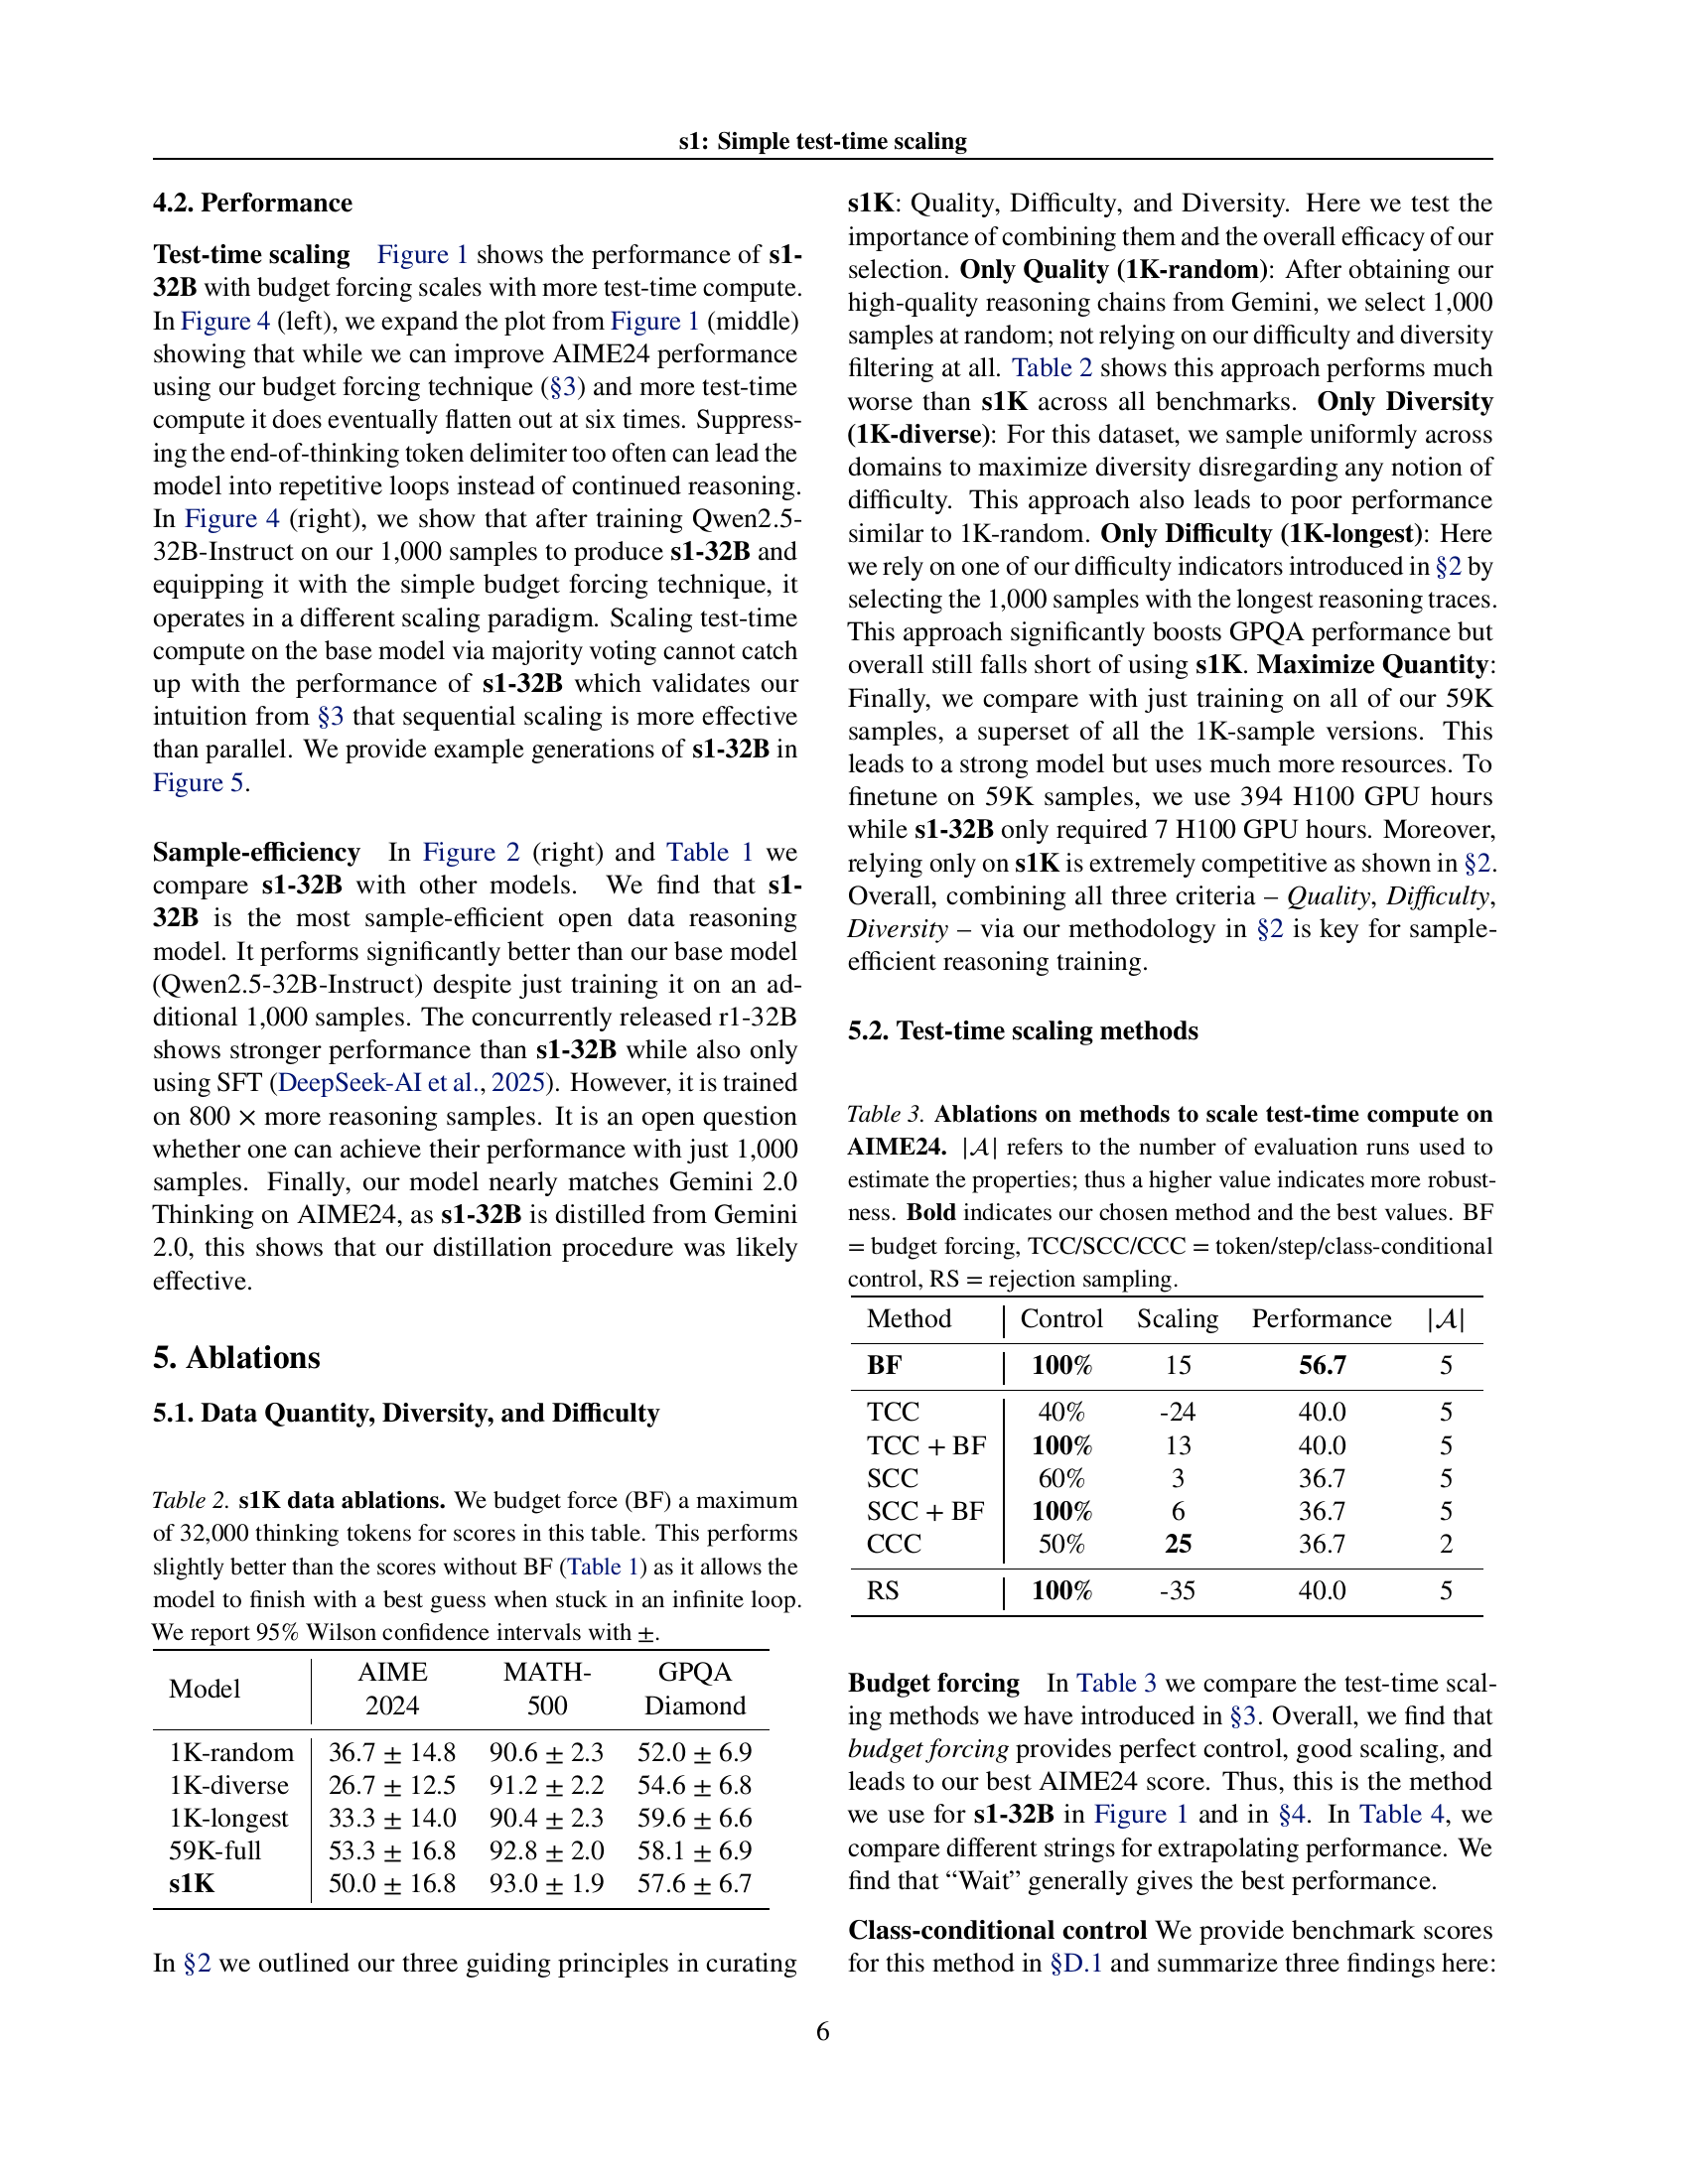 s1: Simple test-time scaling
4.2. Performance
Test-time scaling Figure 1 shows the performance of s1-
32B with budget forcing scales with more test-time compute.
In Figure 4 (left), we expand the plot from Figure 1 (middle)
showing that while we can improve AIME24 performance
using our budget forcing technique (§3) and more test-time
compute it does eventually flatten out at six times. Suppress-
ing the end-of-thinking token delimiter too often can lead the
model into repetitive loops instead of continued reasoning.
In Figure 4 (right), we show that after training Qwen2.5-
32B-Instruct on our 1,000 samples to produce s1-32B and
equipping it with the simple budget forcing technique, it
operates in a different scaling paradigm. Scaling test-time
compute on the base model via majority voting cannot catch
up with the performance of s1-32B which validates our
intuition from §3 that sequential scaling is more effective
than parallel. We provide example generations of s1-32B in
Figure 5.
Sample-efficiency In Figure 2 (right) and Table 1 we
compare s1-32B with other models. We find that s1-
32B is the most sample-efficient open data reasoning
model. It performs significantly better than our base model
(Qwen2.5-32B-Instruct) despite just training it on an ad-
ditional 1,000 samples. The concurrently released r1-32B
shows stronger performance than s1-32B while also only
using SFT (DeepSeek-AI et al., 2025). However, it is trained
on 800 × more reasoning samples. It is an open question
whether one can achieve their performance with just 1,000
samples. Finally, our model nearly matches Gemini 2.0
Thinking on AIME24, as s1-32B is distilled from Gemini
2.0, this shows that our distillation procedure was likely
effective.
5. Ablations
5.1. Data Quantity, Diversity, and Difficulty
Table 2. s1K data ablations. We budget force (BF) a maximum
of 32,000 thinking tokens for scores in this table. This performs
slightly better than the scores without BF (Table 1) as it allows the
model to finish with a best guess when stuck in an infinite loop.
We report 95% Wilson confidence intervals with ±.
Model AIME 2024 MATH-500 GPQA Diamond
1K-random 36.7 ± 14.8 90.6 ± 2.3 52.0 ± 6.9
1K-diverse 26.7 ± 12.5 91.2 ± 2.2 54.6 ± 6.8
1K-longest 33.3 ± 14.0 90.4 ± 2.3 59.6 ± 6.6
59K-full 53.3 ± 16.8 92.8 ± 2.0 58.1 ± 6.9
s1K 50.0 ± 16.8 93.0 ± 1.9 57.6 ± 6.7
In §2 we outlined our three guiding principles in curating
s1K: Quality, Difficulty, and Diversity. Here we test the
importance of combining them and the overall efficacy of our
selection. Only Quality (1K-random): After obtaining our
high-quality reasoning chains from Gemini, we select 1,000
samples at random; not relying on our difficulty and diversity
filtering at all. Table 2 shows this approach performs much
worse than s1K across all benchmarks. Only Diversity
(1K-diverse): For this dataset, we sample uniformly across
domains to maximize diversity disregarding any notion of
difficulty. This approach also leads to poor performance
similar to 1K-random. Only Difficulty (1K-longest): Here
we rely on one of our difficulty indicators introduced in §2 by
selecting the 1,000 samples with the longest reasoning traces.
This approach significantly boosts GPQA performance but
overall still falls short of using s1K. Maximize Quantity:
Finally, we compare with just training on all of our 59K
samples, a superset of all the 1K-sample versions. This
leads to a strong model but uses much more resources. To
finetune on 59K samples, we use 394 H100 GPU hours
while s1-32B only required 7 H100 GPU hours. Moreover,
relying only on s1K is extremely competitive as shown in §2.
Overall, combining all three criteria – Quality, Difficulty,
Diversity – via our methodology in §2 is key for sample-
efficient reasoning training.
5.2. Test-time scaling methods
Table 3. Ablations on methods to scale test-time compute on
AIME24. |𝒜| refers to the number of evaluation runs used to
estimate the properties; thus a higher value indicates more robust-
ness. Bold indicates our chosen method and the best values. BF
= budget forcing, TCC/SCC/CCC = token/step/class-conditional
control, RS = rejection sampling.
Method Control Scaling Performance |𝒜|
BF 100% 15 56.7 5
TCC 40% -24 40.0 5
TCC + BF 100% 13 40.0 5
SCC 60% 3 36.7 5
SCC + BF 100% 6 36.7 5
CCC 50% 25 36.7 2
RS 100% -35 40.0 5
Budget forcing In Table 3 we compare the test-time scal-
ing methods we have introduced in §3. Overall, we find that
budget forcing provides perfect control, good scaling, and
leads to our best AIME24 score. Thus, this is the method
we use for s1-32B in Figure 1 and in §4. In Table 4, we
compare different strings for extrapolating performance. We
find that “Wait” generally gives the best performance.
Class-conditional control We provide benchmark scores
for this method in §D.1 and summarize three findings here:
6